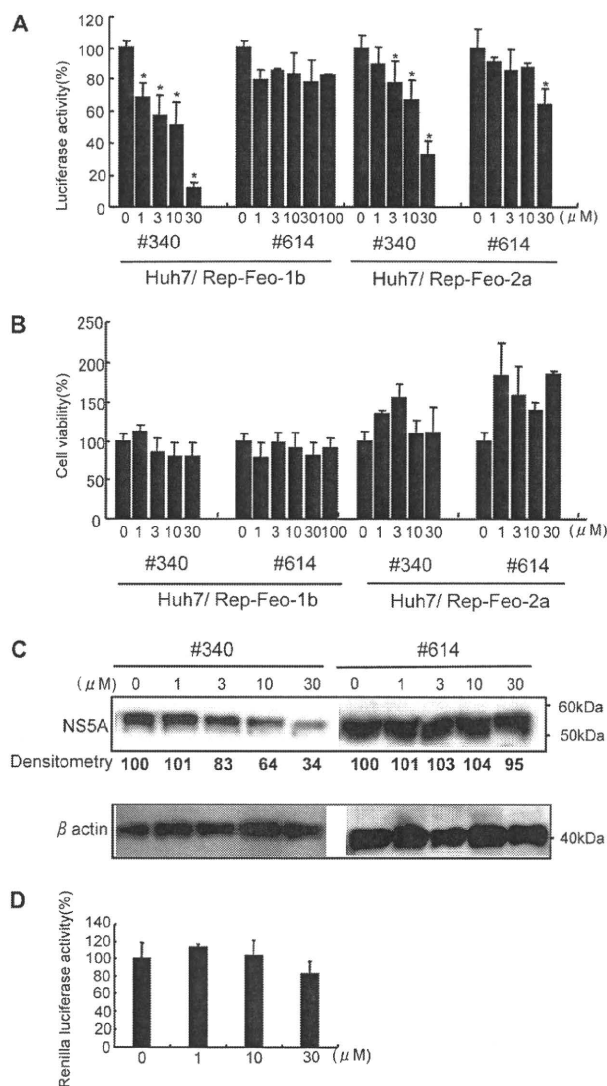 A
Luciferase activity(%)
140
120
100
80
60
40
20
0
* * * * * * * *
0 1 3 10 30 0 1 3 10 30 100 0 1 3 10 30 0 1 3 10 30 (μM)
#340 #614 #340 #614
Huh7/ Rep-Feo-1b Huh7/ Rep-Feo-2a
B
Cell viability(%)
250
200
150
100
50
0
0 1 3 10 30 0 1 3 10 30 100 0 1 3 10 30 0 1 3 10 30 (μM)
#340 #614 #340 #614
Huh7/ Rep-Feo-1b Huh7/ Rep-Feo-2a
C
#340 #614
(μM) 0 1 3 10 30 0 1 3 10 30
NS5A
60kDa
50kDa
Densitometry 100 101 83 64 34 100 101 103 104 95
β actin
40kDa
D
Renilla luciferase activity(%)
140
120
100
80
60
40
20
0
0 1 10 30 (μM)